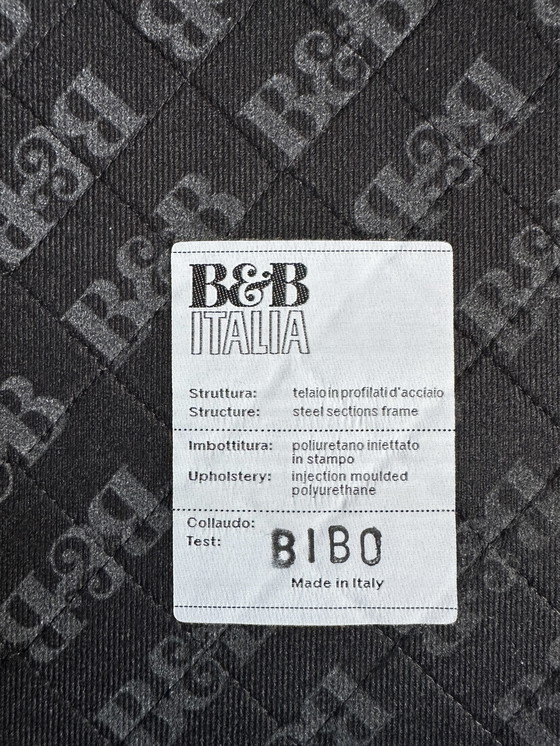 B&B
ITALIA
Struttura: telaio in profilati d'acciaio
Structure: steel sections frame
Imbottitura: poliuretano iniettato
in stampo
Upholstery: injection moulded
polyurethane
Collaudo:
Test: BIBO
Made in Italy
B&B
B&B
B&B
B&B
B&B
B&B
B&B
B&B
B&B